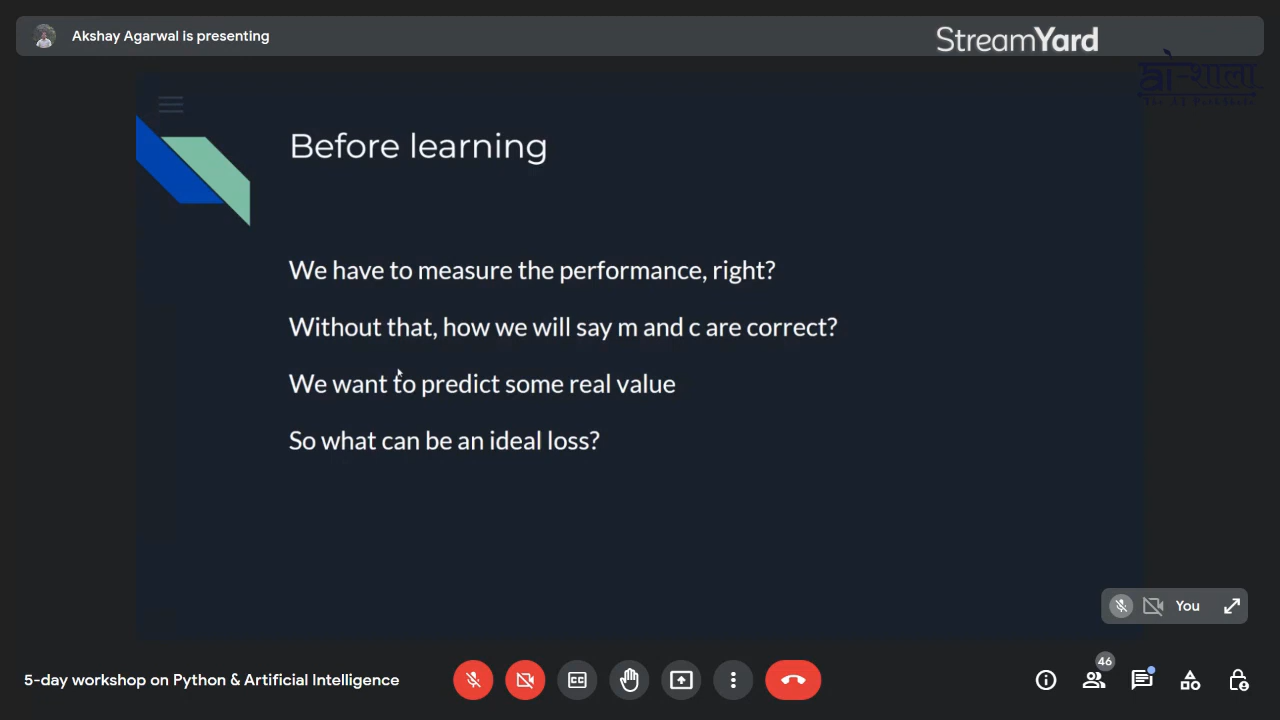 Akshay Agarwal is presenting
StreamYard
ai-शाला
Before learning
We have to measure the performance, right?
Without that, how we will say m and c are correct?
We want to predict some real value
So what can be an ideal loss?
You
46
5-day workshop on Python & Artificial Intelligence
CC